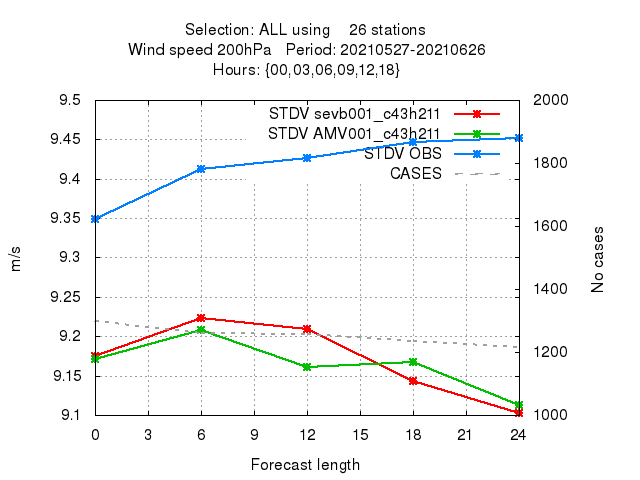 Selection: ALL using 26 stations
Wind speed 200hPa Period: 20210527-20210626
Hours: {00,03,06,09,12,18}
9.5
9.45
9.4
9.35
9.3
9.25
9.2
9.15
9.1
m/s
STDV sevb001_c43h211
STDV AMV001_c43h211
STDV OBS
CASES
2000
1800
1600
1400
1200
1000
No cases
0 3 6 9 12 15 18 21 24
Forecast length